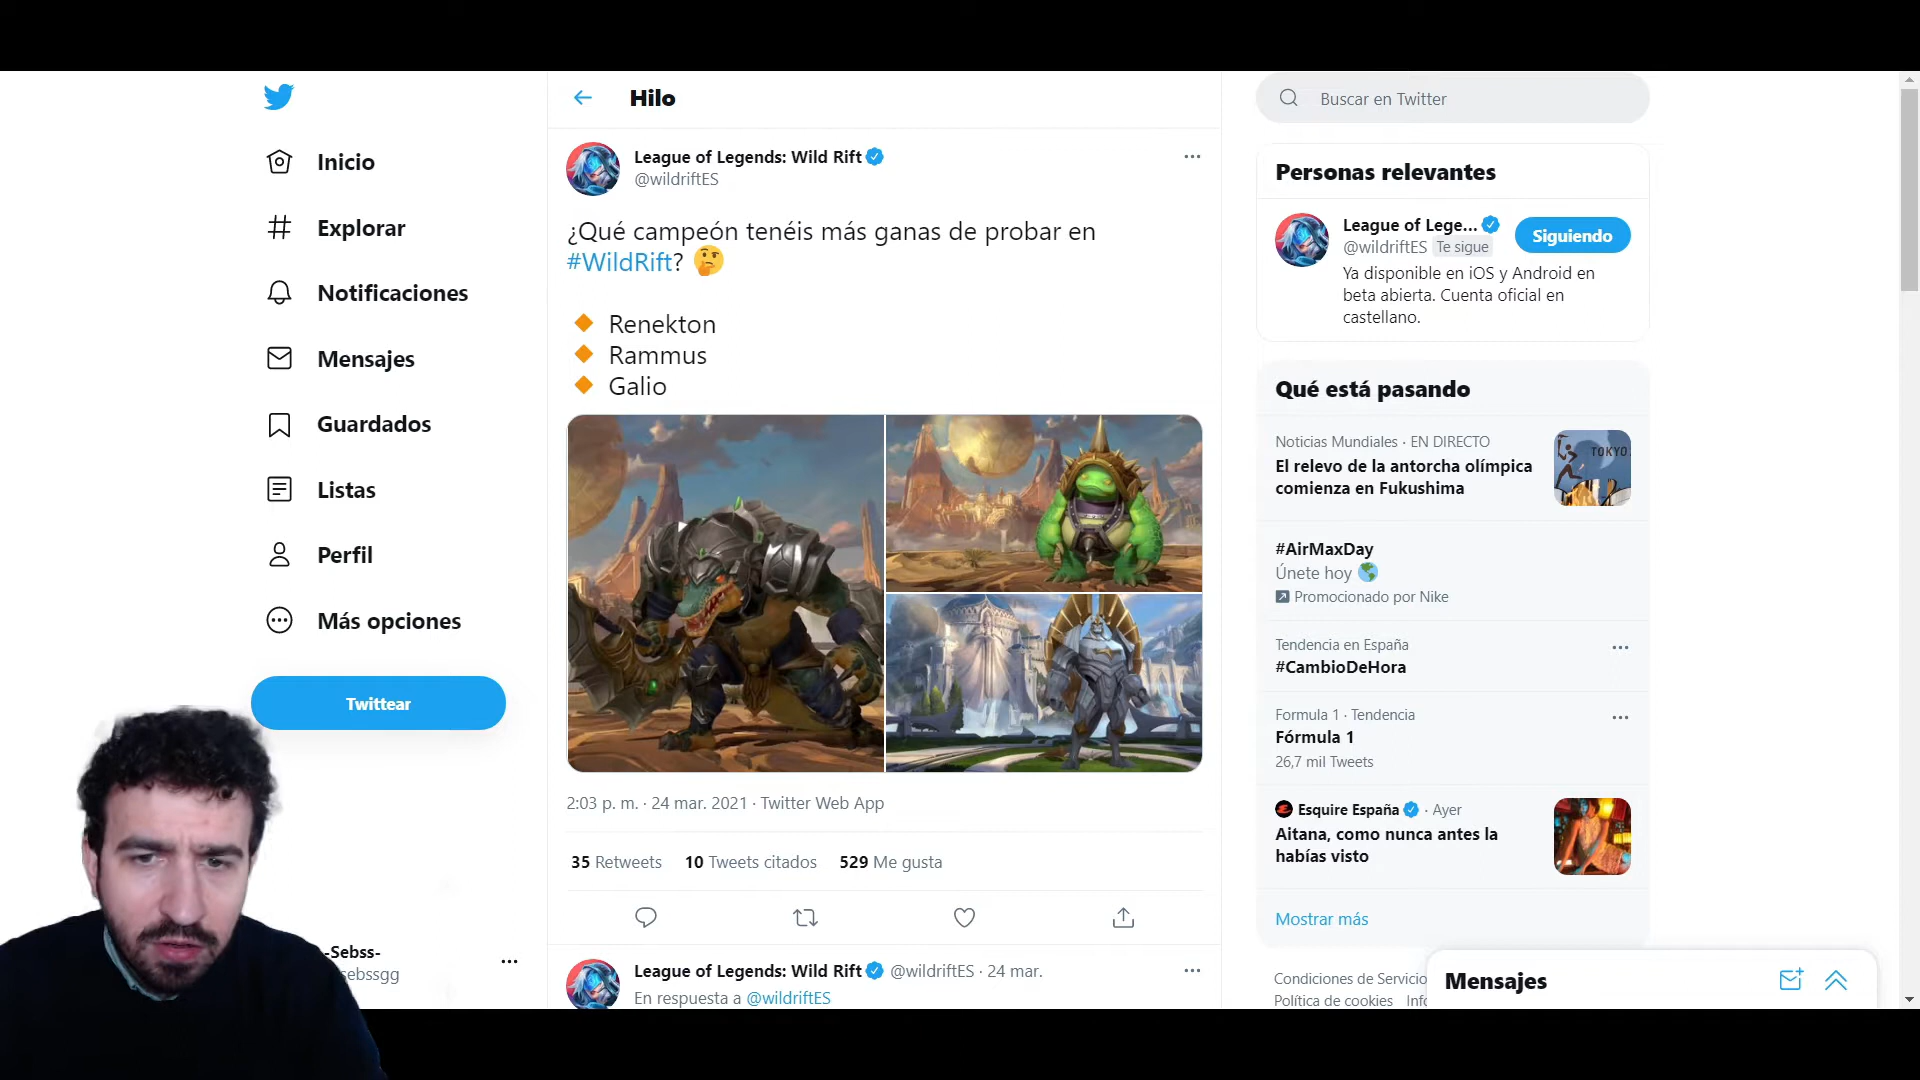 Inicio
Explorar
Notificaciones
Mensajes
Guardados
Listas
Perfil
Más opciones
Twittear
-Sebss-
sebssgg
Hilo
League of Legends: Wild Rift
@wildriftES
¿Qué campeón tenéis más ganas de probar en
#WildRift? 🤔
🔸 Renekton
🔸 Rammus
🔸 Galio
2:03 p. m. · 24 mar. 2021 · Twitter Web App
35 Retweets 10 Tweets citados 529 Me gusta
League of Legends: Wild Rift @wildriftES · 24 mar.
En respuesta a @wildriftES
Buscar en Twitter
Personas relevantes
League of Lege...
@wildriftES Te sigue
Siguiendo
Ya disponible en iOS y Android en
beta abierta. Cuenta oficial en
castellano.
Qué está pasando
Noticias Mundiales · EN DIRECTO
El relevo de la antorcha olímpica
comienza en Fukushima
TOKYO
#AirMaxDay
Únete hoy 🌎
Promocionado por Nike
Tendencia en España
#CambioDeHora
Formula 1 · Tendencia
Fórmula 1
26,7 mil Tweets
Esquire España · Ayer
Aitana, como nunca antes la
habías visto
Mostrar más
Condiciones de Servicio
Política de cookies Info
Mensajes